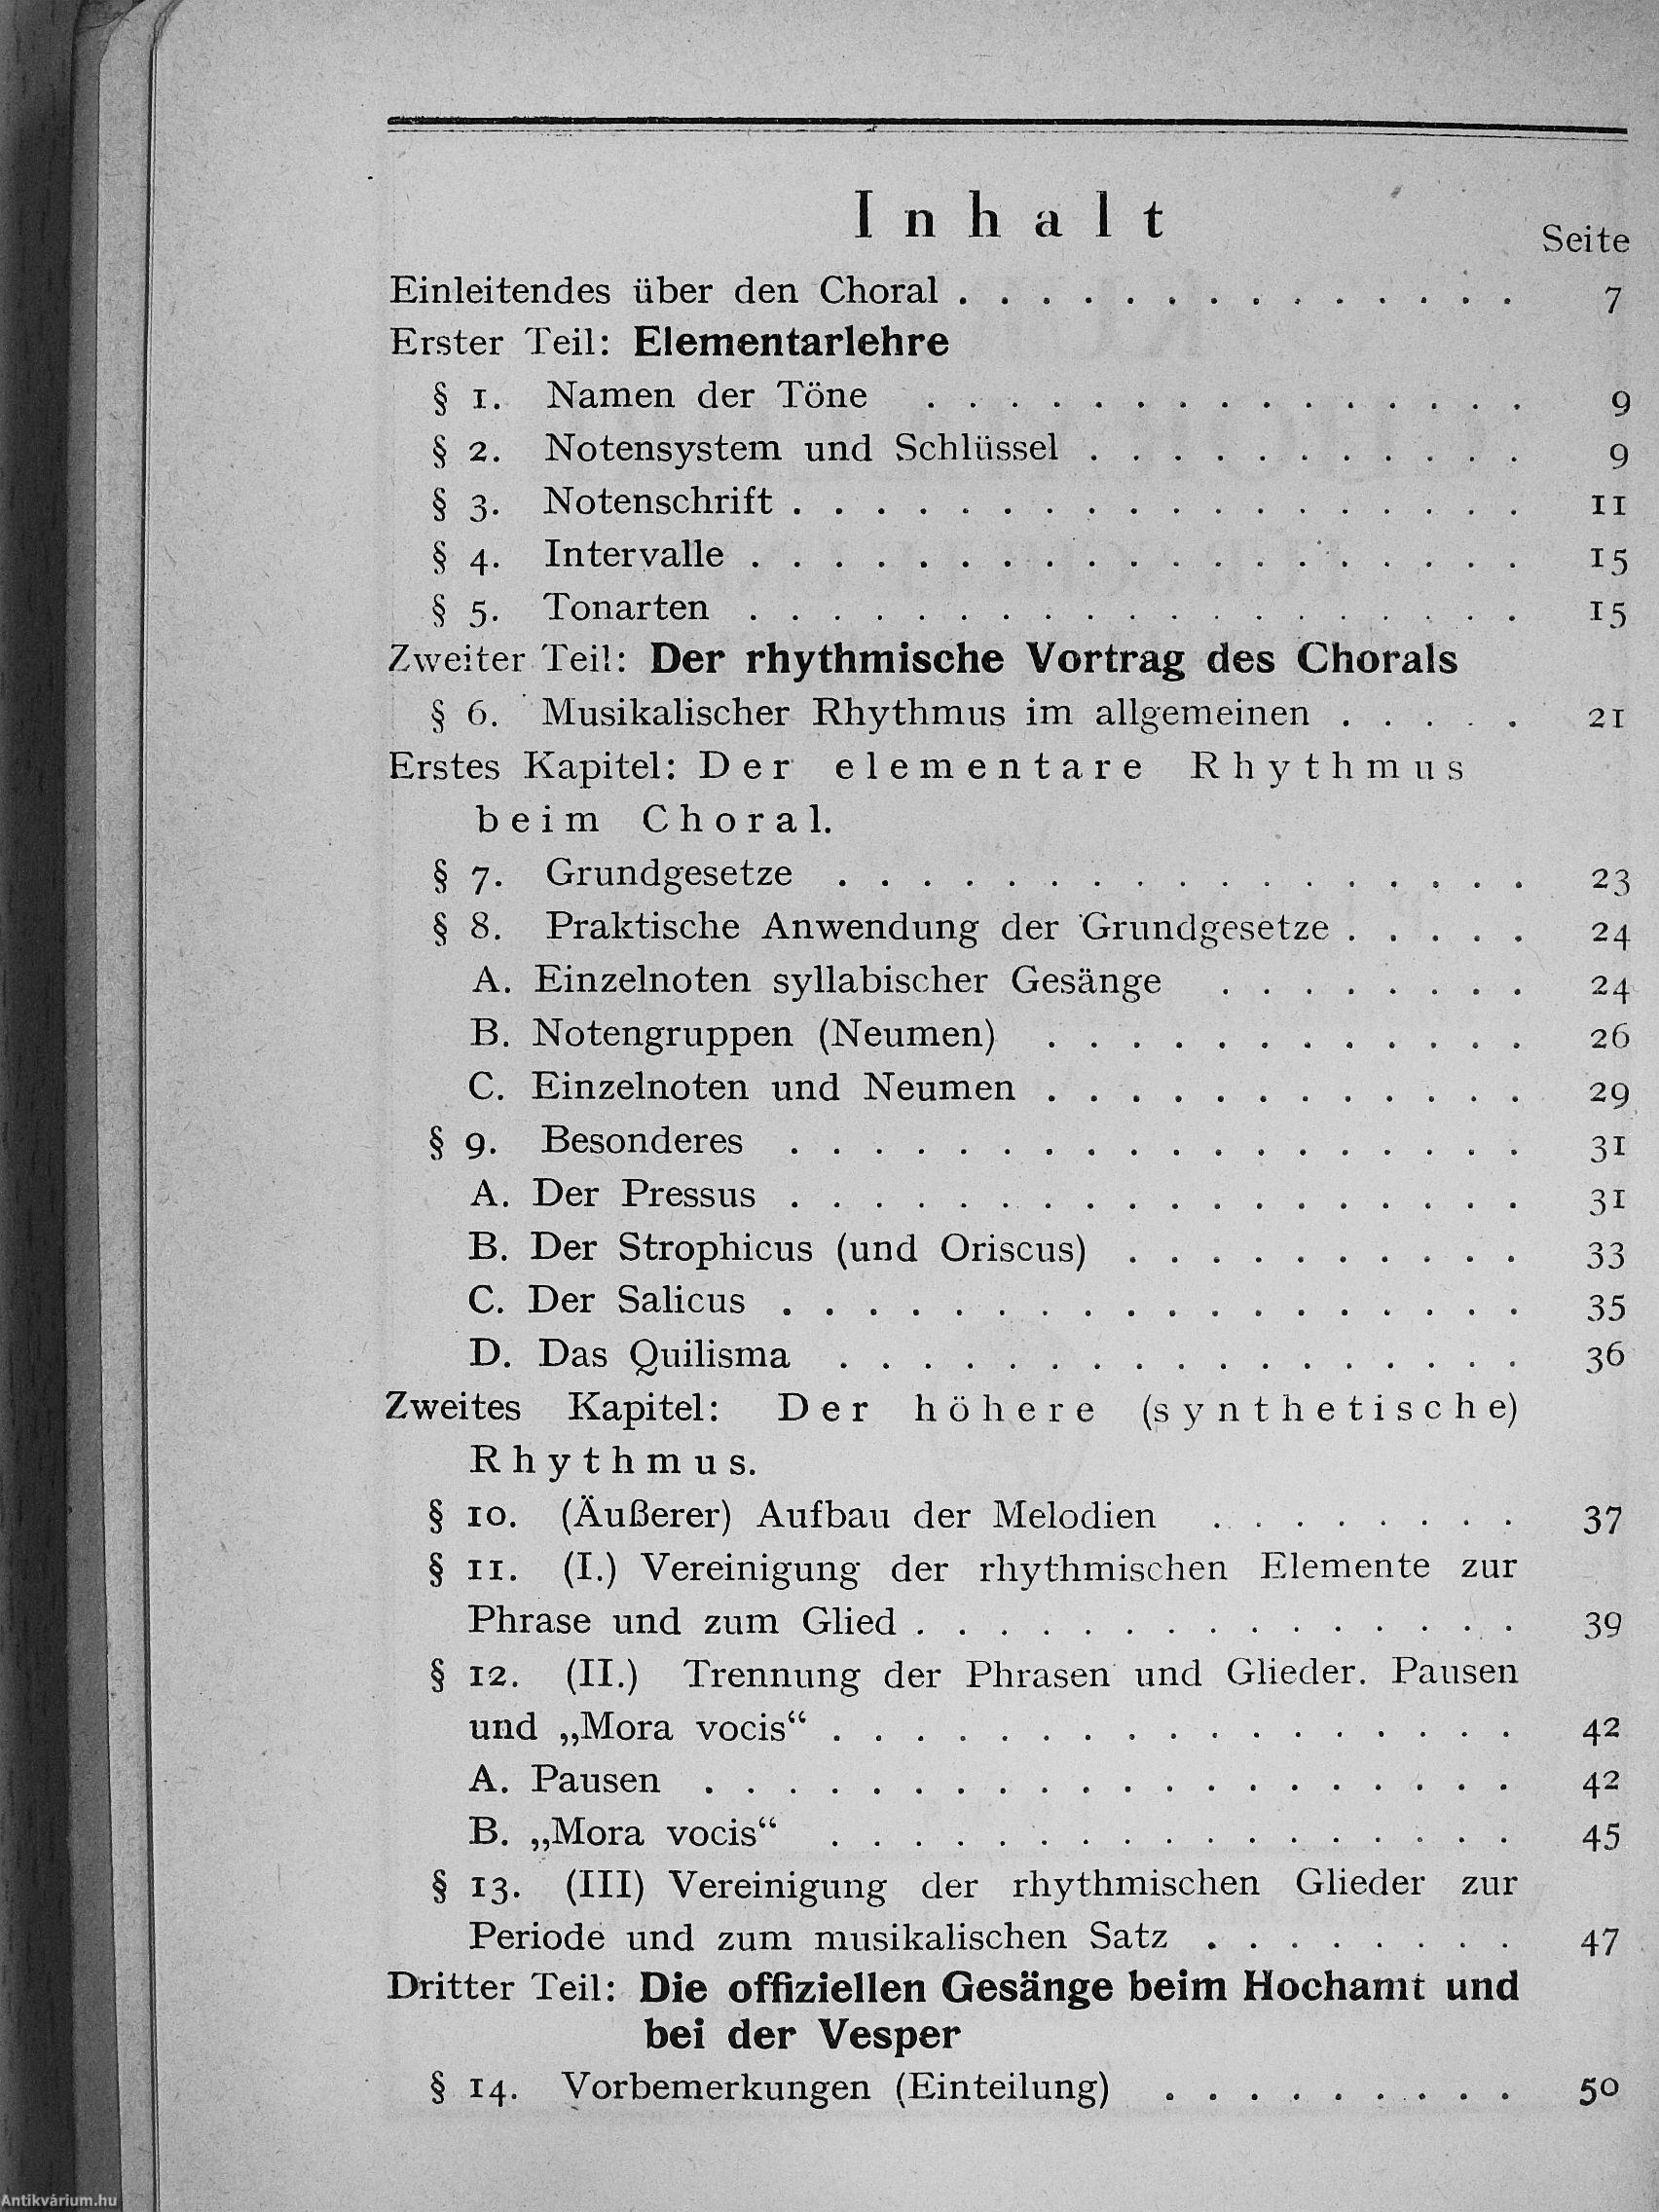 Inhalt
Seite
Einleitendes über den Choral . . . . . . . . . . . . . . 7
Erster Teil: Elementarlehre
§ 1. Namen der Töne . . . . . . . . . . . . . . . 9
§ 2. Notensystem und Schlüssel . . . . . . . . . . . 9
§ 3. Notenschrift . . . . . . . . . . . . . . . . . . 11
§ 4. Intervalle . . . . . . . . . . . . . . . . . . . 15
§ 5. Tonarten . . . . . . . . . . . . . . . . . . . 15
Zweiter Teil: Der rhythmische Vortrag des Chorals
§ 6. Musikalischer Rhythmus im allgemeinen . . . . . 21
Erstes Kapitel: Der elementare Rhythmus
beim Choral.
§ 7. Grundgesetze . . . . . . . . . . . . . . . . . 23
§ 8. Praktische Anwendung der Grundgesetze . . . . . 24
A. Einzelnoten syllabischer Gesänge . . . . . . . . 24
B. Notengruppen (Neumen) . . . . . . . . . . . . 26
C. Einzelnoten und Neumen . . . . . . . . . . . . 29
§ 9. Besonderes . . . . . . . . . . . . . . . . . . 31
A. Der Pressus . . . . . . . . . . . . . . . . . . 31
B. Der Strophicus (und Oriscus) . . . . . . . . . . 33
C. Der Salicus . . . . . . . . . . . . . . . . . . 35
D. Das Quilisma . . . . . . . . . . . . . . . . . 36
Zweites Kapitel: Der höhere (synthetische)
Rhythmus.
§ 10. (Äußerer) Aufbau der Melodien . . . . . . . . 37
§ 11. (I.) Vereinigung der rhythmischen Elemente zur
Phrase und zum Glied . . . . . . . . . . . . . . . 39
§ 12. (II.) Trennung der Phrasen und Glieder. Pausen
und „Mora vocis“ . . . . . . . . . . . . . . . . . 42
A. Pausen . . . . . . . . . . . . . . . . . . . . 42
B. „Mora vocis“ . . . . . . . . . . . . . . . . . 45
§ 13. (III) Vereinigung der rhythmischen Glieder zur
Periode und zum musikalischen Satz . . . . . . . . 47
Dritter Teil: Die offiziellen Gesänge beim Hochamt und
bei der Vesper
§ 14. Vorbemerkungen (Einteilung) . . . . . . . . . 50
Antikvárium.hu